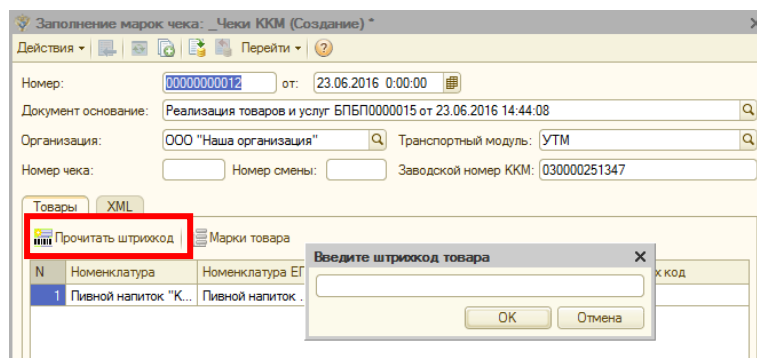 Заполнение марок чека: _Чеки ККМ (Создание) *
Действия Перейти
Номер: 00000000012 от: 23.06.2016 0:00:00
Документ основание: Реализация товаров и услуг БПБП0000015 от 23.06.2016 14:44:08
Организация: ООО "Наша организация" Транспортный модуль: УТМ
Номер чека: Номер смены: Заводской номер ККМ: 030000251347
Товары XML
Прочитать штрихкод Марки товара
Введите штрихкод товара
N Номенклатура Номенклатура ЕГ код
1 Пивной напиток "К... Пивной напиток .
OK Отмена